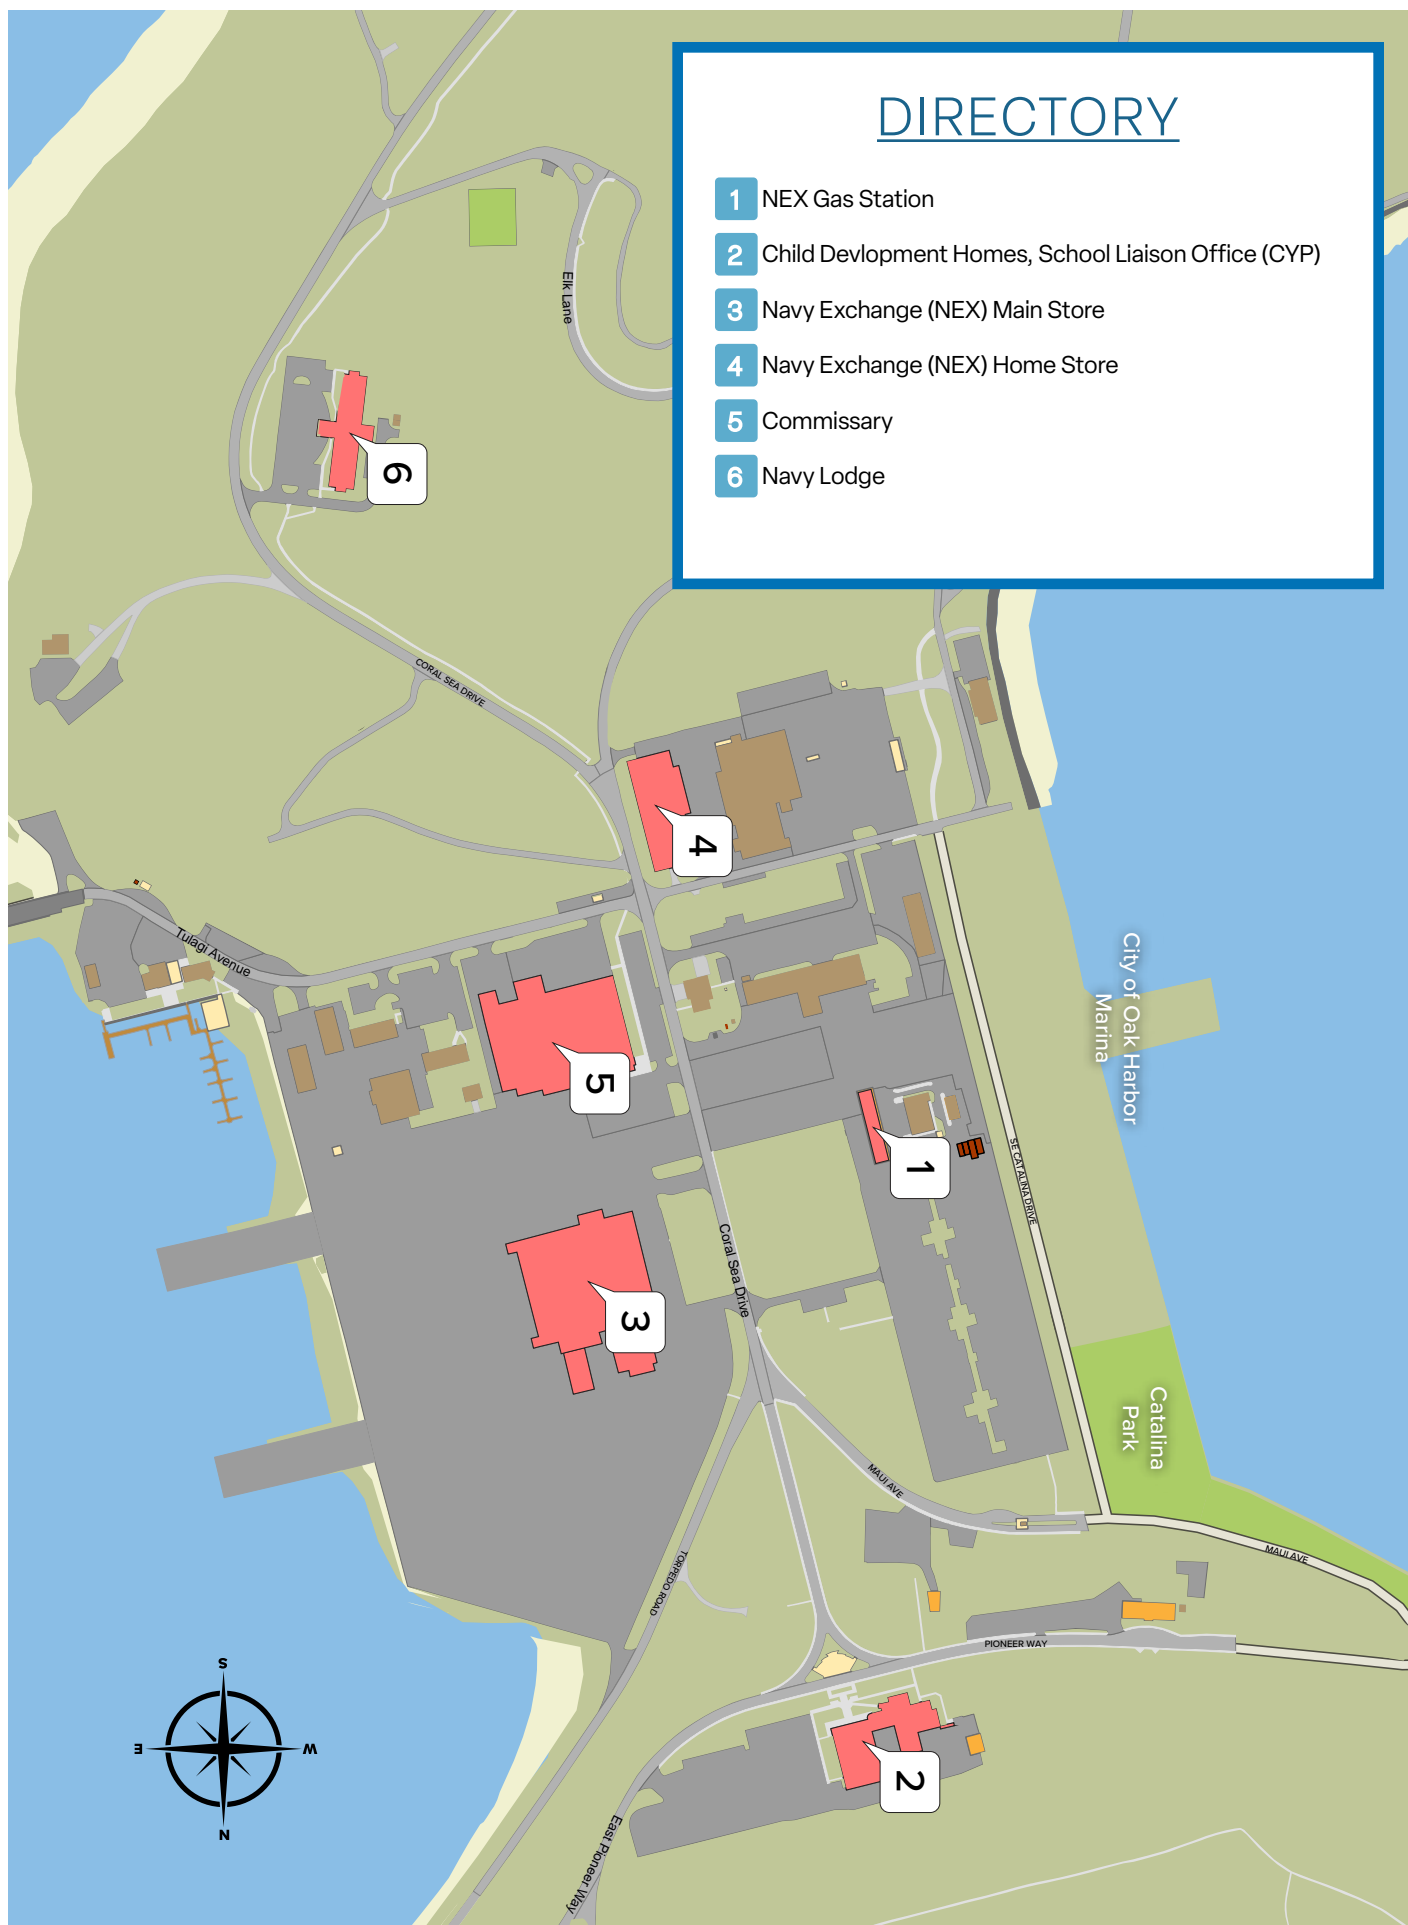 DIRECTORY
1 NEX Gas Station
2 Child Devlopment Homes, School Liaison Office (CYP)
3 Navy Exchange (NEX) Main Store
4 Navy Exchange (NEX) Home Store
5 Commissary
6 Navy Lodge
Elk Lane
6
CORAL SEA DRIVE
4
Tulagi Avenue
City of Oak Harbor
Marina
5
1
SE CATALINA DRIVE
Coral Sea Drive
3
Catalina
Park
MAUI AVE
MAUI AVE
TORPEDO ROAD
PIONEER WAY
2
East Pioneer Way
S
E
W
N